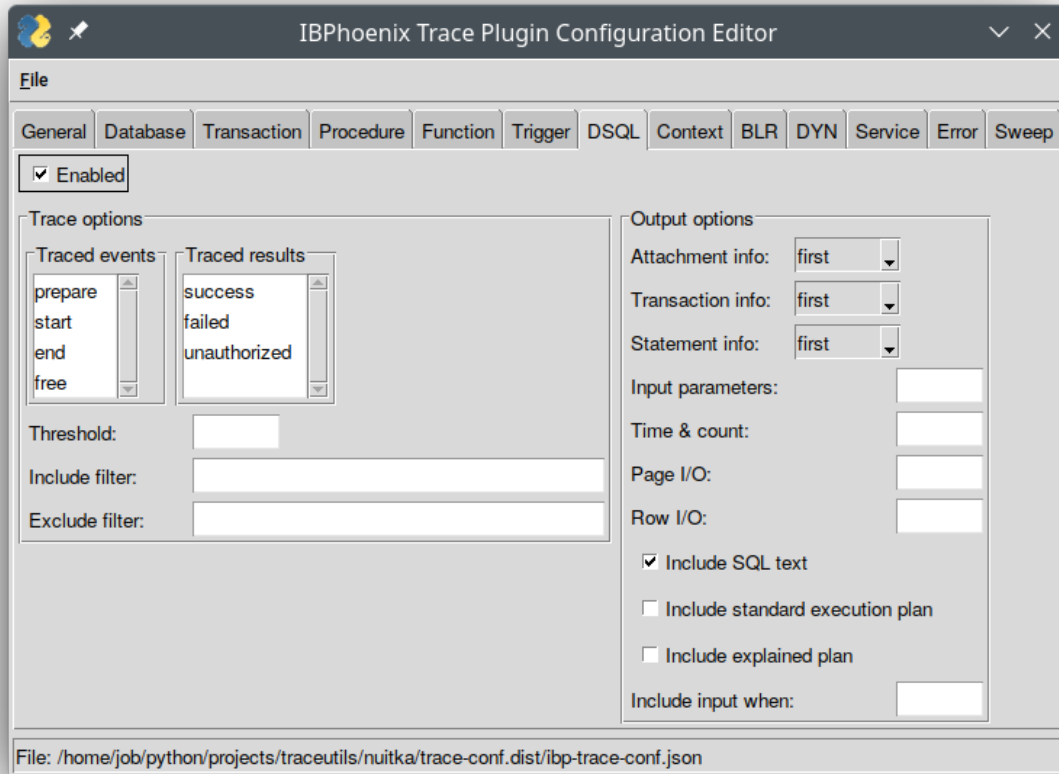 IBPhoenix Trace Plugin Configuration Editor
File
General Database Transaction Procedure Function Trigger DSQL Context BLR DYN Service Error Sweep
Enabled
Trace options
Traced events
prepare
start
end
free
Traced results
success
failed
unauthorized
Threshold:
Include filter:
Exclude filter:
Output options
Attachment info: first
Transaction info: first
Statement info: first
Input parameters:
Time & count:
Page I/O:
Row I/O:
Include SQL text
Include standard execution plan
Include explained plan
Include input when:
File: /home/job/python/projects/traceutils/nuitka/trace-conf.dist/ibp-trace-conf.json